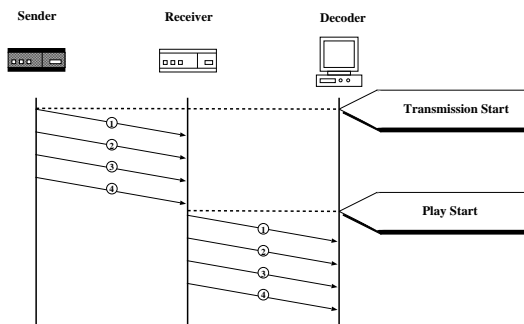 Sender Receiver Decoder
Transmission Start
1
2
3
4
Play Start
1
2
3
4